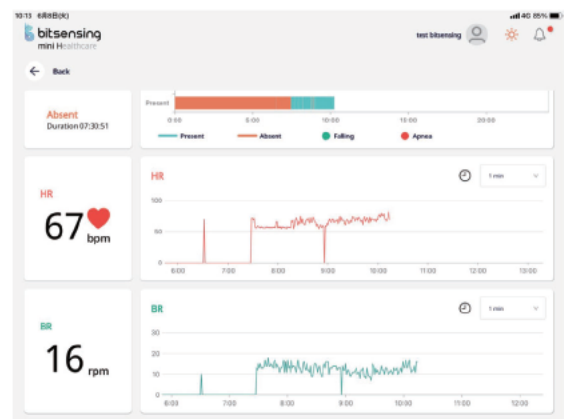 10:13 6月8日(火)
4G 85%
bitsensing
mini Healthcare
test bitsensing
Back
Absent
Duration 07:30:51
Present
0:00 5:00 10:00 15:00 20:00
Present Absent Falling Apnea
HR
67 bpm
HR
1 min
100
50
0
6:00 7:00 8:00 9:00 10:00 11:00 12:00 13:00
BR
16 rpm
BR
1 min
30
20
10
0
6:00 7:00 8:00 9:00 10:00 11:00 12:00